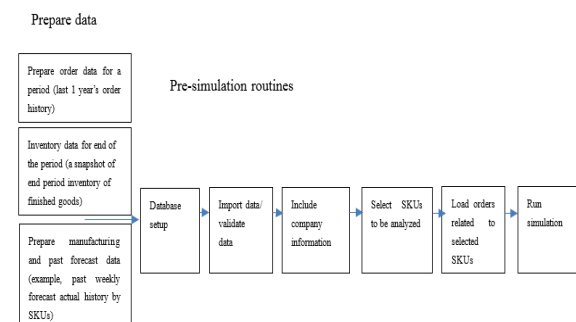 Prepare data
Prepare order data for a
period (last 1 year's order
history)
Pre-simulation routines
Inventory data for end of
the period (a snapshot of
end period inventory of
finished goods)
Prepare manufacturing
and past forecast data
(example, past weekly
forecast actual history by
SKUs)
Database
setup
Import data/
validate
data
Include
company
information
Select SKUs
to be analyzed
Load orders
related to
selected
SKUs
Run
simulation